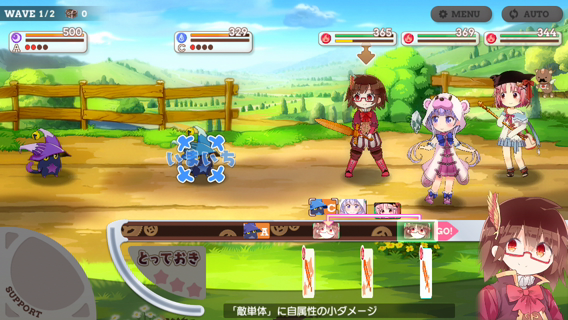 WAVE 1/2 0
MENU
AUTO
500
A
329
C
365
369
344
いまいち
C
A
GO!
とっておき
SUPPORT
「敵単体」に自属性の小ダメージ